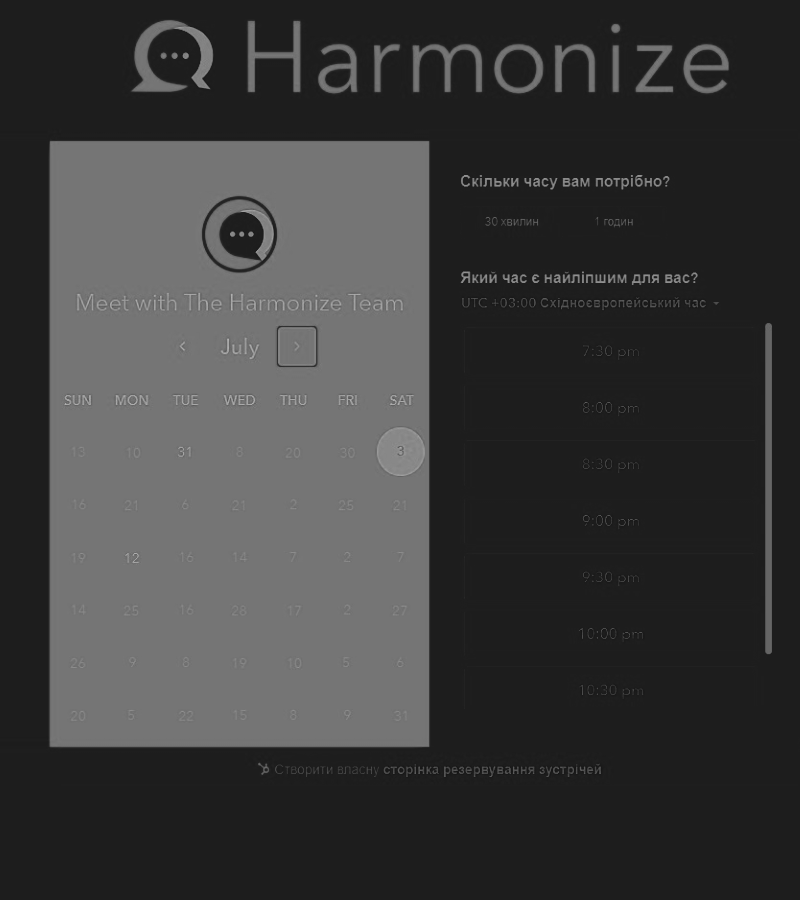 Harmonize
Meet with The Harmonize Team
July
SUN MON TUE WED THU FRI SAT
13 10 31 8 20 30 3
16 21 6 21 2 25 21
19 12 16 14 7 2 7
14 25 16 28 17 2 27
26 9 8 19 10 5 6
20 5 22 15 8 9 31
Скільки часу вам потрібно?
30 хвилин 1 годин
Який час є найліпшим для вас?
UTC +03:00 Східноєвропейський час
7:30 pm
8:00 pm
8:30 pm
9:00 pm
9:30 pm
10:00 pm
10:30 pm
Створити власну сторінка резервування зустрічей